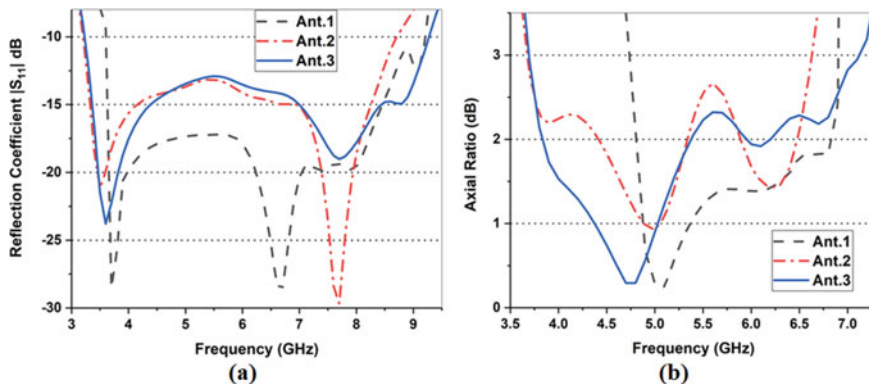 Reflection Coefficient |S11| dB
-10
-15
-20
-25
-30
3 4 5 6 7 8 9
Frequency (GHz)
Ant.1
Ant.2
Ant.3
(a)
Axial Ratio (dB)
3
2
1
0
3.5 4.0 4.5 5.0 5.5 6.0 6.5 7.0
Frequency (GHz)
Ant.1
Ant.2
Ant.3
(b)